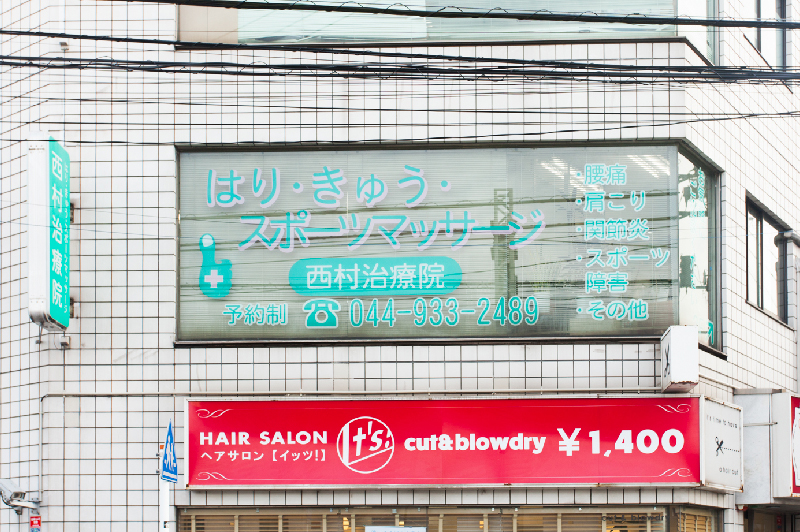 西村治療院
はり・きゅう・
スポーツマッサージ
西村治療院
予約制 ☎ 044-933-2489
・腰痛
・肩こり
・関節炎
・スポーツ
障害
・その他
HAIR SALON
ヘアサロン【イッツ!】
It's!
cut&blowdry ¥1,400